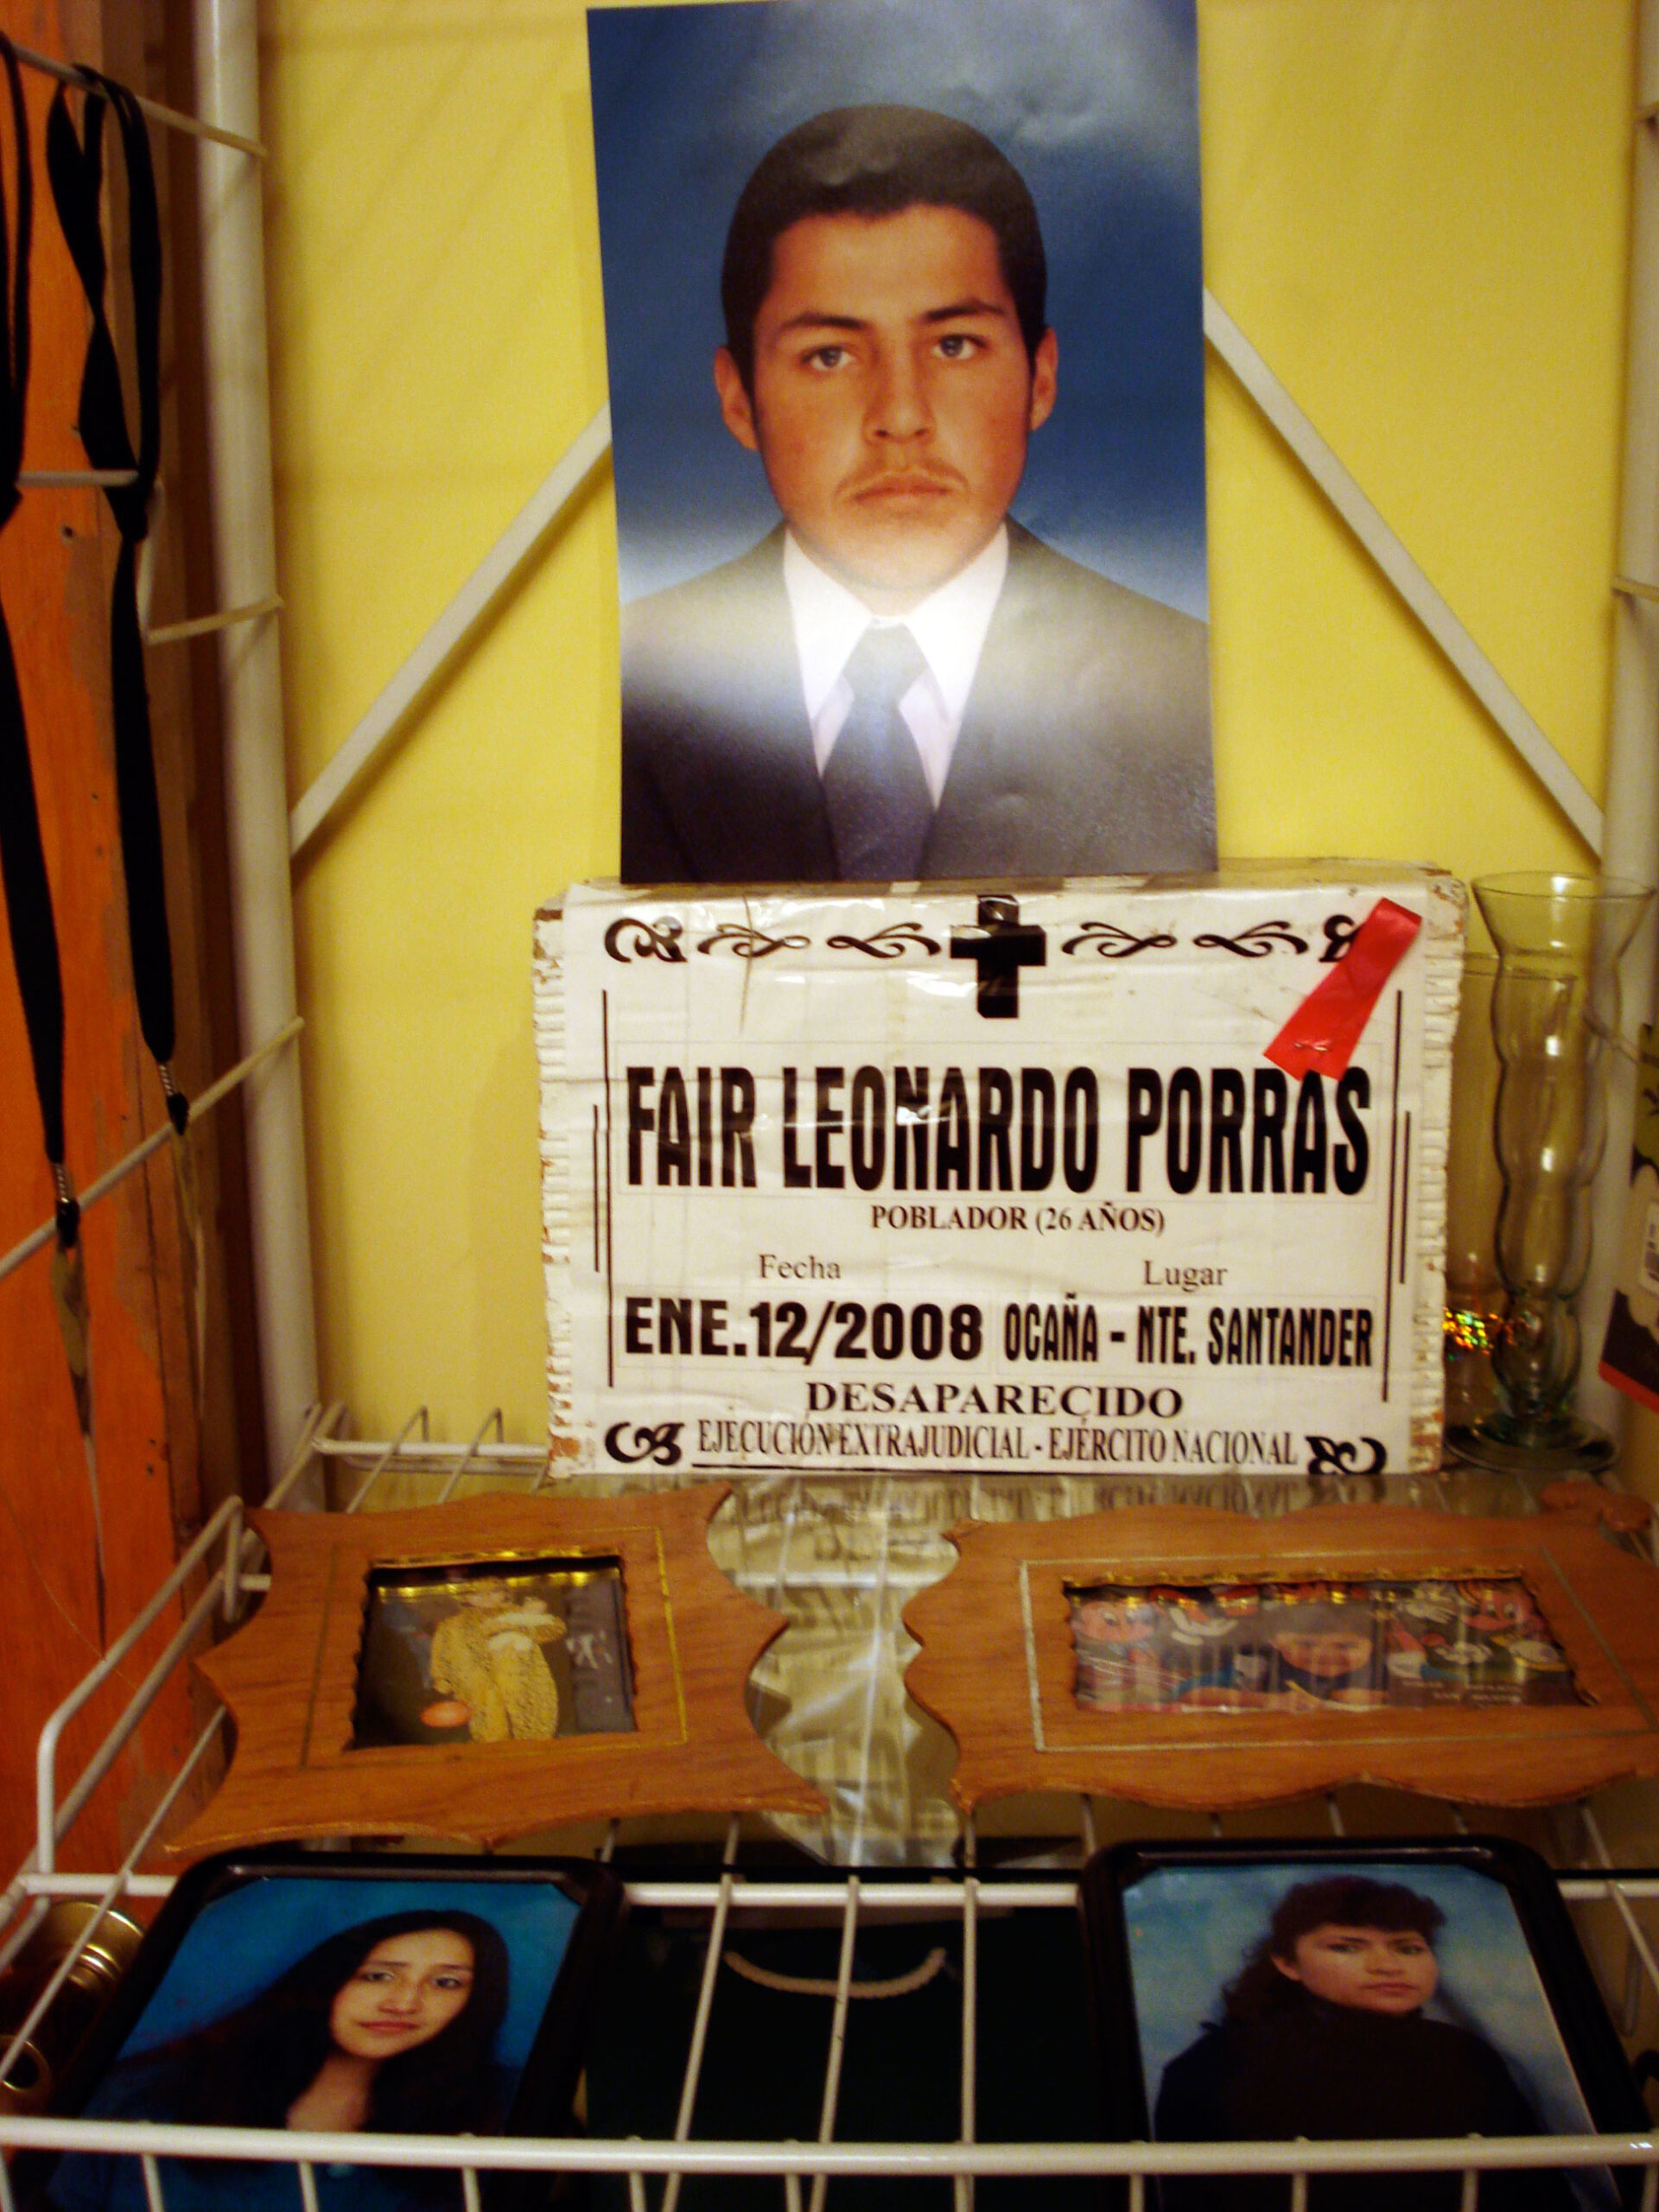 FAIR LEONARDO PORRAS
POBLADOR (26 AÑOS)
Fecha Lugar
ENE.12/2008 OCAÑA - NTE. SANTANDER
DESAPARECIDO
EJECUCIÓN EXTRAJUDICIAL - EJÉRCITO NACIONAL